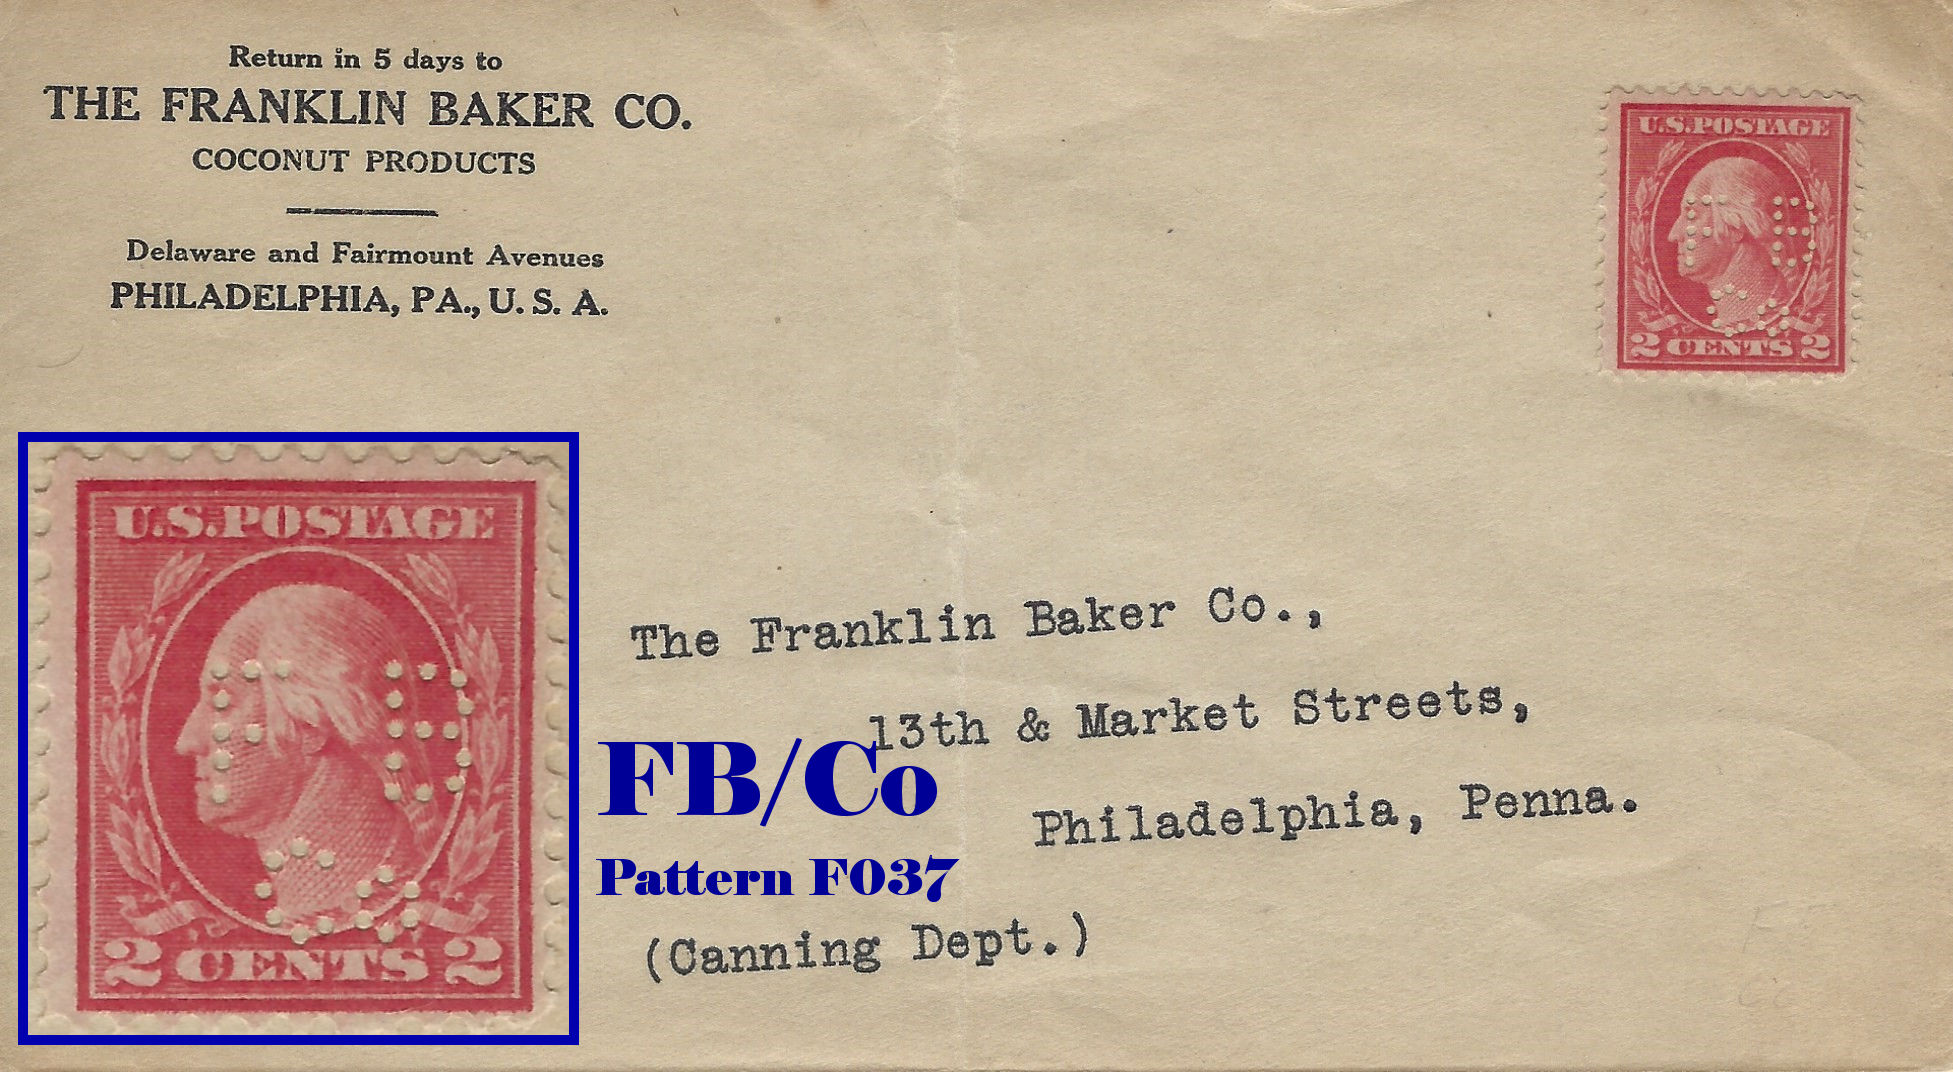 Return in 5 days to
THE FRANKLIN BAKER CO.
COCONUT PRODUCTS
Delaware and Fairmount Avenues
PHILADELPHIA, PA., U. S. A.
U.S. POSTAGE
F B
Co
2 CENTS 2
U.S. POSTAGE
F B
Co
2 CENTS 2
FB/Co
Pattern F037
The Franklin Baker Co.,
13th & Market Streets,
Philadelphia, Penna.
(Canning Dept.)